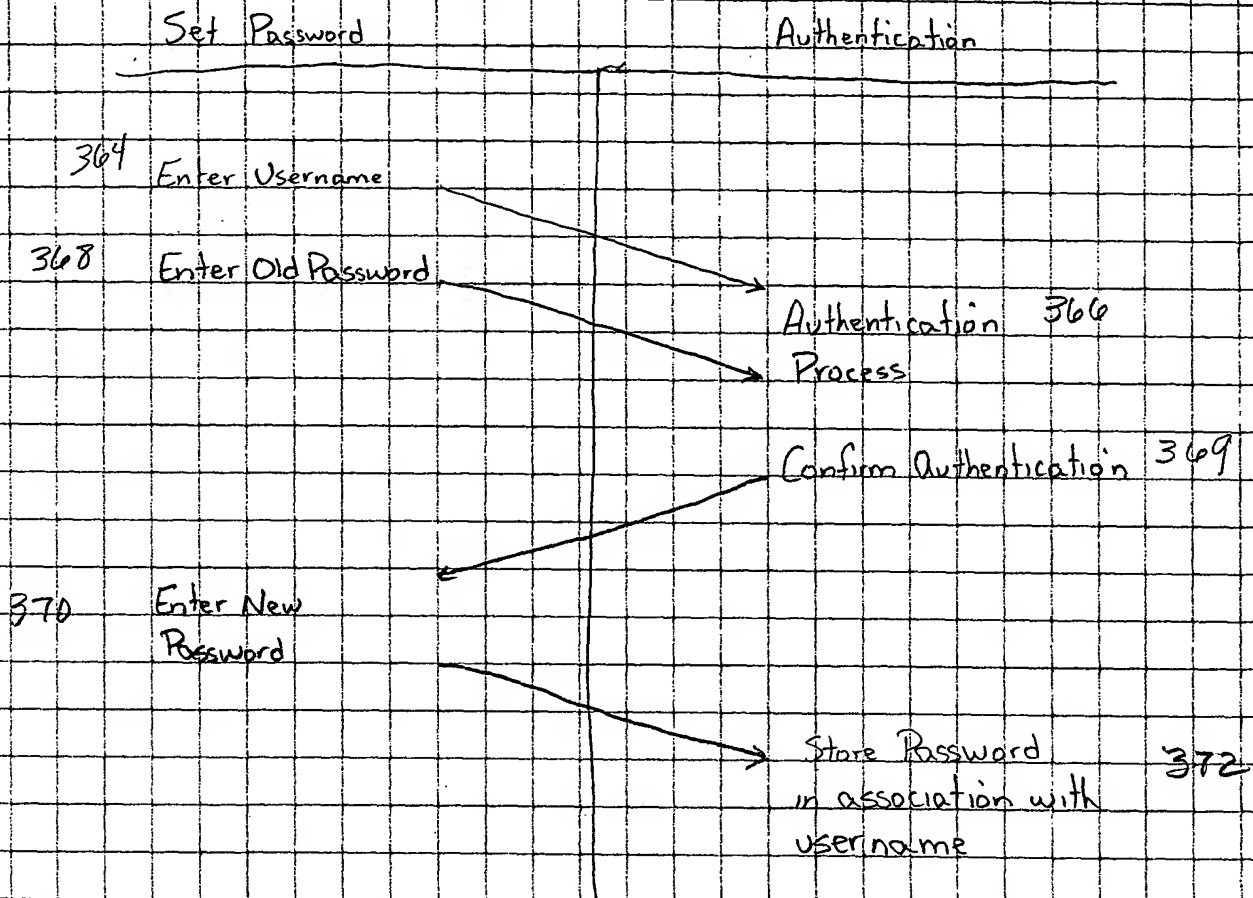 Set Password Authentication
364 Enter Username
368 Enter Old Password
Authentication 366
Process
Confirm Authentication 369
370 Enter New
Password
Store Password 372
in association with
username